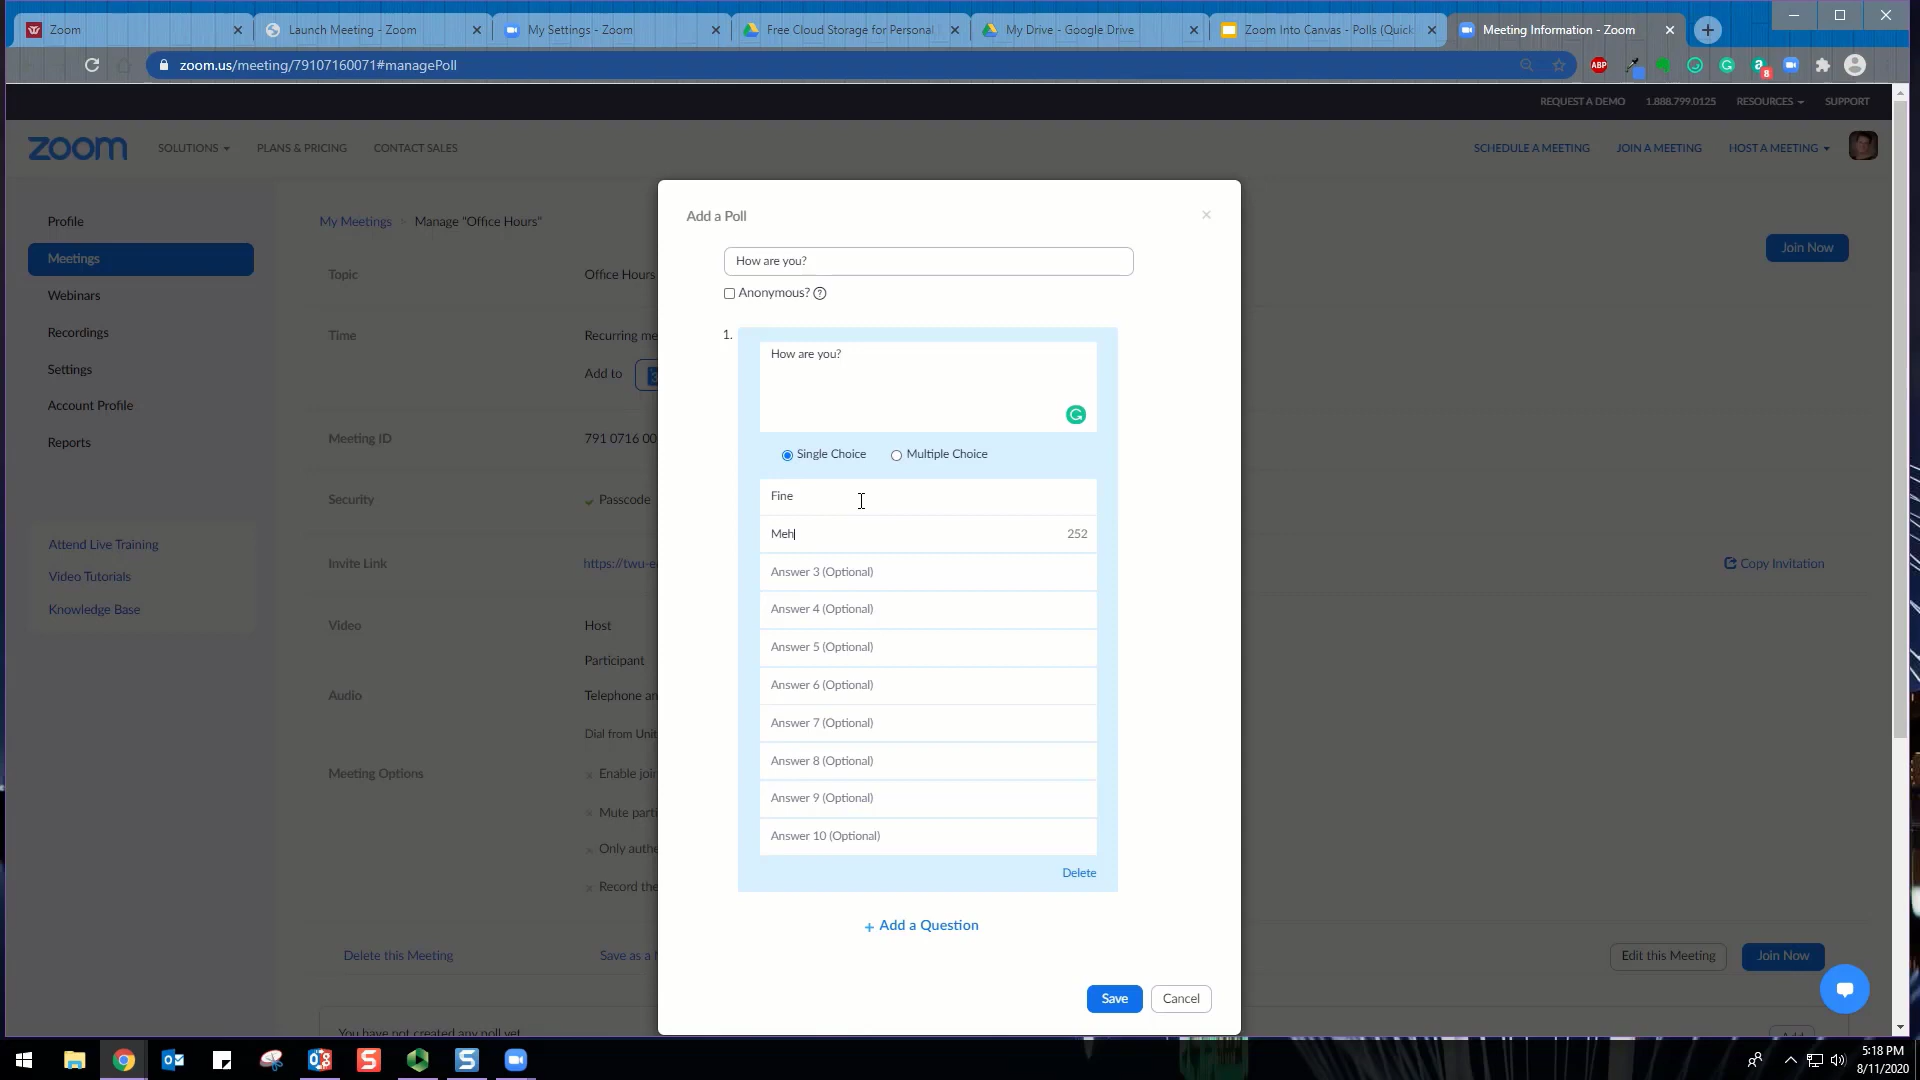 Zoom
Launch Meeting - Zoom
My Settings - Zoom
Free Cloud Storage for Personal
My Drive - Google Drive
Zoom Into Canvas - Polls (Quick
Meeting Information - Zoom
zoom.us/meeting/79107160071#managePoll
ABP
8
REQUEST A DEMO
1.888.799.0125
RESOURCES
SUPPORT
zoom
SOLUTIONS
PLANS & PRICING
CONTACT SALES
SCHEDULE A MEETING
JOIN A MEETING
HOST A MEETING
Profile
Meetings
Webinars
Recordings
Settings
Account Profile
Reports
Attend Live Training
Video Tutorials
Knowledge Base
My Meetings
Manage "Office Hours"
Join Now
Topic
Office Hours
Time
Recurring me
Add to
Meeting ID
791 0716 00
Security
Passcode
Invite Link
https://twu-e
Copy Invitation
Video
Host
Participant
Audio
Telephone an
Dial from Unit
Meeting Options
Enable join
Mute parti
Only authe
Record the
Delete this Meeting
Save as a
Edit this Meeting
Join Now
You have not created any poll yet
Add
Add a Poll
How are you?
Anonymous?
1.
How are you?
Single Choice
Multiple Choice
Fine
Meh
252
Answer 3 (Optional)
Answer 4 (Optional)
Answer 5 (Optional)
Answer 6 (Optional)
Answer 7 (Optional)
Answer 8 (Optional)
Answer 9 (Optional)
Answer 10 (Optional)
Delete
+ Add a Question
Save
Cancel
5:18 PM
8/11/2020